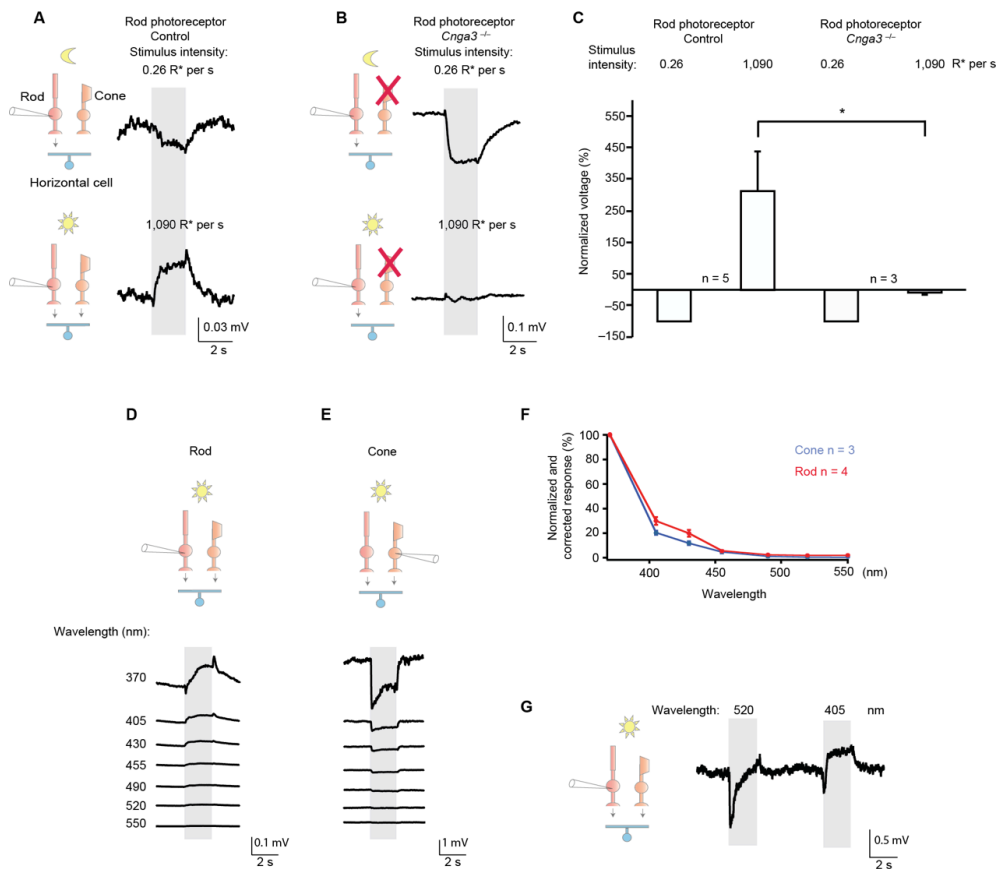 A
Rod photoreceptor
Control
Stimulus intensity:
0.26 R* per s
Rod
Cone
Horizontal cell
1,090 R* per s
0.03 mV
2 s
B
Rod photoreceptor
Cnga3 –/–
Stimulus intensity:
0.26 R* per s
1,090 R* per s
0.1 mV
2 s
C
Rod photoreceptor
Control
Rod photoreceptor
Cnga3 –/–
Stimulus
intensity:
0.26
1,090
0.26
1,090 R* per s
Normalized voltage (%)
550
450
350
250
150
50
–50
–150
*
n = 5
n = 3
D
Rod
Wavelength (nm):
370
405
430
455
490
520
550
0.1 mV
2 s
E
Cone
1 mV
2 s
F
Normalized and
corrected response (%)
100
80
60
40
20
0
Cone n = 3
Rod n = 4
400
450
500
550
(nm)
Wavelength
G
Wavelength: 520 405 nm
0.5 mV
2 s